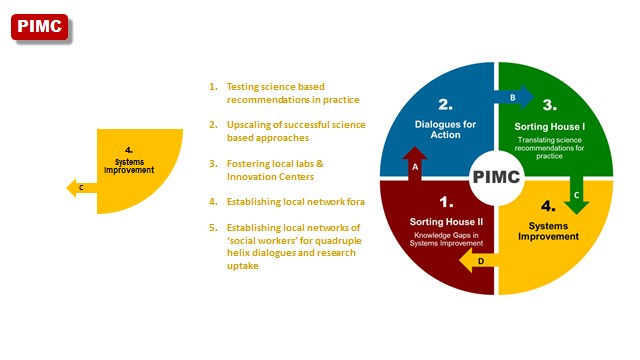 PIMC
4.
Systems
Improvement
C
1. Testing science based
recommendations in practice
2. Upscaling of successful science
based approaches
3. Fostering local labs &
Innovation Centers
4. Establishing local network fora
5. Establishing local networks of
‘social workers’ for quadruple
helix dialogues and research
uptake
2.
Dialogues for
Action
B
3.
Sorting House I
Translating science
recommendations for
practice
A
PIMC
C
1.
Sorting House II
Knowledge Gaps in
Systems Improvement
4.
Systems
Improvement
D